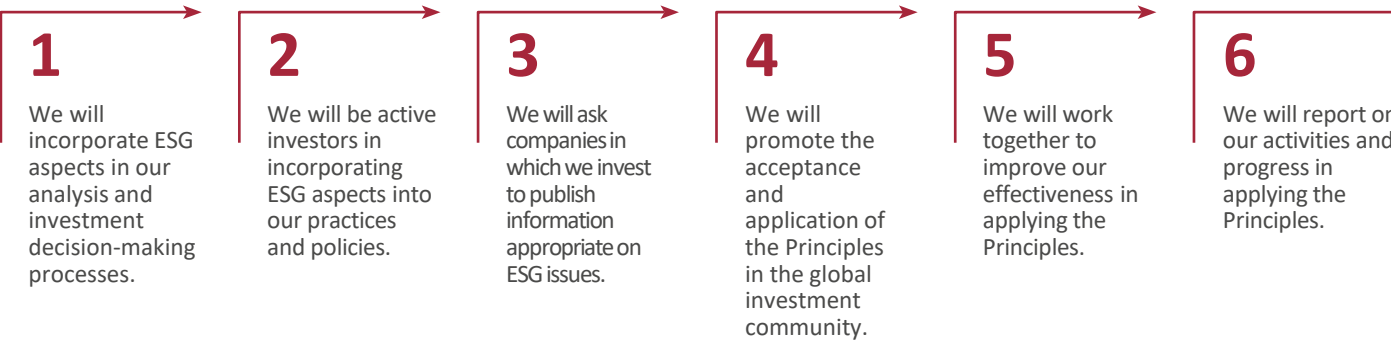 1
We will
incorporate ESG
aspects in our
analysis and
investment
decision-making
processes.
2
We will be active
investors in
incorporating
ESG aspects into
our practices
and policies.
3
We will ask
companies in
which we invest
to publish
information
appropriate on
ESG issues.
4
We will
promote the
acceptance
and
application of
the Principles
in the global
investment
community.
5
We will work
together to
improve our
effectiveness in
applying the
Principles.
6
We will report on
our activities and
progress in
applying the
Principles.